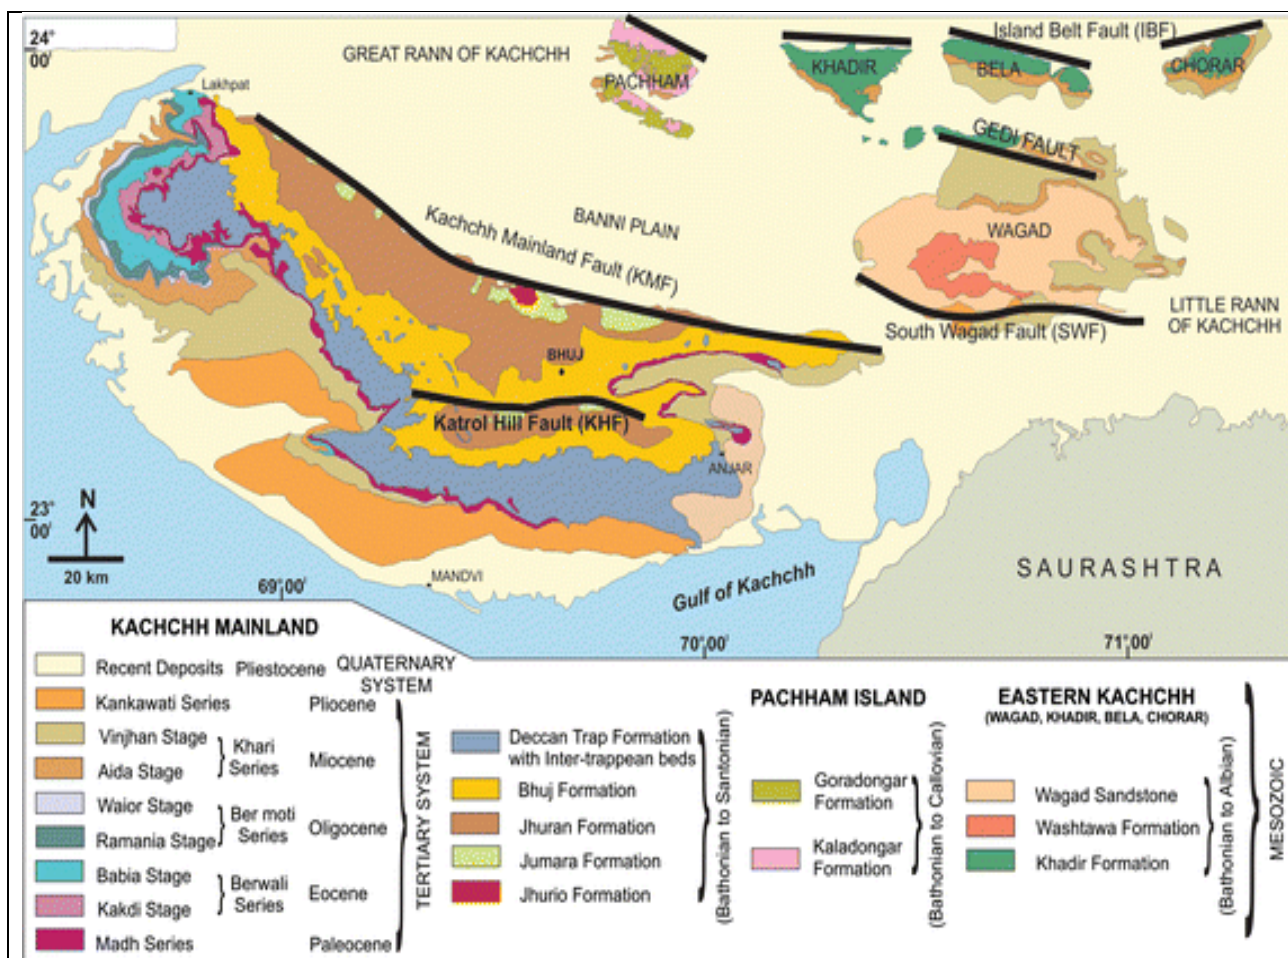 24°
00'
GREAT RANN OF KACHCHH
PACHHAM
KHADIR
Island Belt Fault (IBF)
BELA
CHORAR
Lakhpat
GEDI FAULT
Kachchh Mainland Fault (KMF)
BANNI PLAIN
WAGAD
LITTLE RANN
OF KACHCHH
South Wagad Fault (SWF)
BHUJ
Katrol Hill Fault (KHF)
ANJAR
23°
00'
N
20 km
MANDVI
69°00'
Gulf of Kachchh
SAURASHTRA
70°00'
71°00'
KACHCHH MAINLAND
Recent Deposits Pliestocene QUATERNARY
SYSTEM
Kankawati Series Pliocene
Vinjhan Stage
Aida Stage
Khari
Series
Miocene
Waior Stage
Ramania Stage
Ber moti
Series
Oligocene
Babia Stage
Kakdi Stage
Berwali
Series
Eocene
Madh Series Paleocene
TERTIARY SYSTEM
Deccan Trap Formation
with Inter-trappean beds
Bhuj Formation
Jhuran Formation
Jumara Formation
Jhurio Formation
(Bathonian to Santonian)
PACHHAM ISLAND
Goradongar
Formation
Kaladongar
Formation
(Bathonian to Callovian)
EASTERN KACHCHH
(WAGAD, KHADIR, BELA, CHORAR)
Wagad Sandstone
Washtawa Formation
Khadir Formation
(Bathonian to Albian)
MESOZOIC